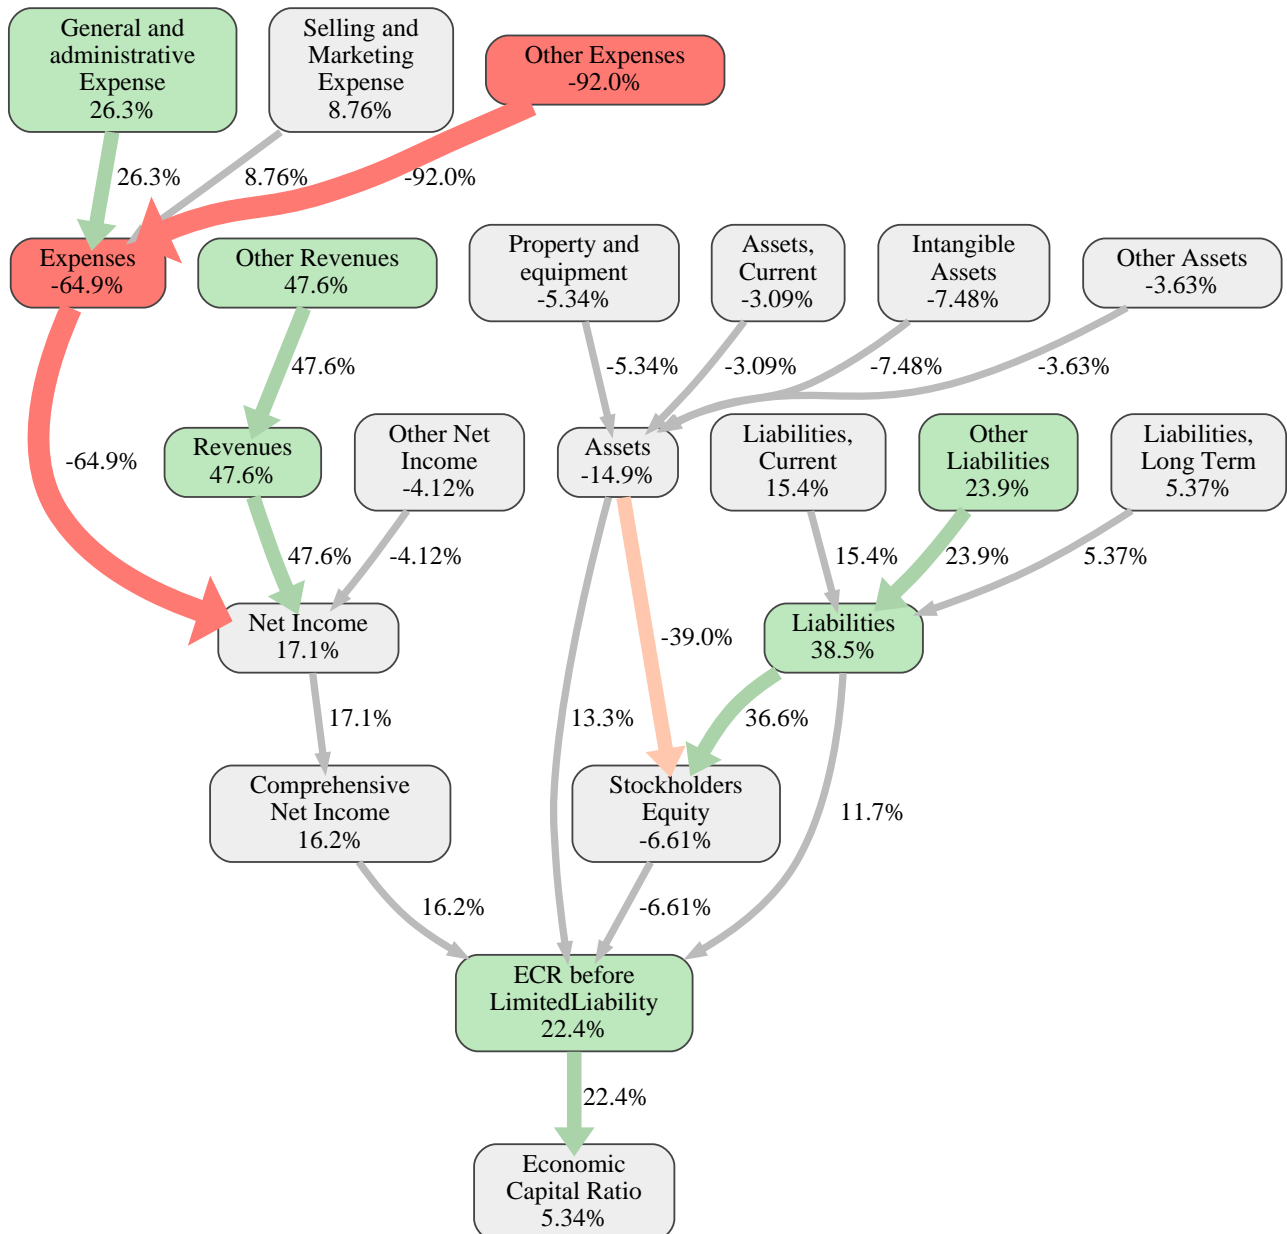 General and
administrative
Expense
26.3%
Selling and
Marketing
Expense
8.76%
Other Expenses
-92.0%
26.3%
8.76%
-92.0%
Expenses
-64.9%
Other Revenues
47.6%
Property and
equipment
-5.34%
Assets,
Current
-3.09%
Intangible
Assets
-7.48%
Other Assets
-3.63%
47.6%
-5.34%
-3.09%
-7.48%
-3.63%
-64.9%
Revenues
47.6%
Other Net
Income
-4.12%
Assets
-14.9%
Liabilities,
Current
15.4%
Other
Liabilities
23.9%
Liabilities,
Long Term
5.37%
47.6%
-4.12%
15.4%
23.9%
5.37%
Net Income
17.1%
-39.0%
Liabilities
38.5%
17.1%
13.3%
36.6%
Comprehensive
Net Income
16.2%
Stockholders
Equity
-6.61%
11.7%
16.2%
-6.61%
ECR before
LimitedLiability
22.4%
22.4%
Economic
Capital Ratio
5.34%